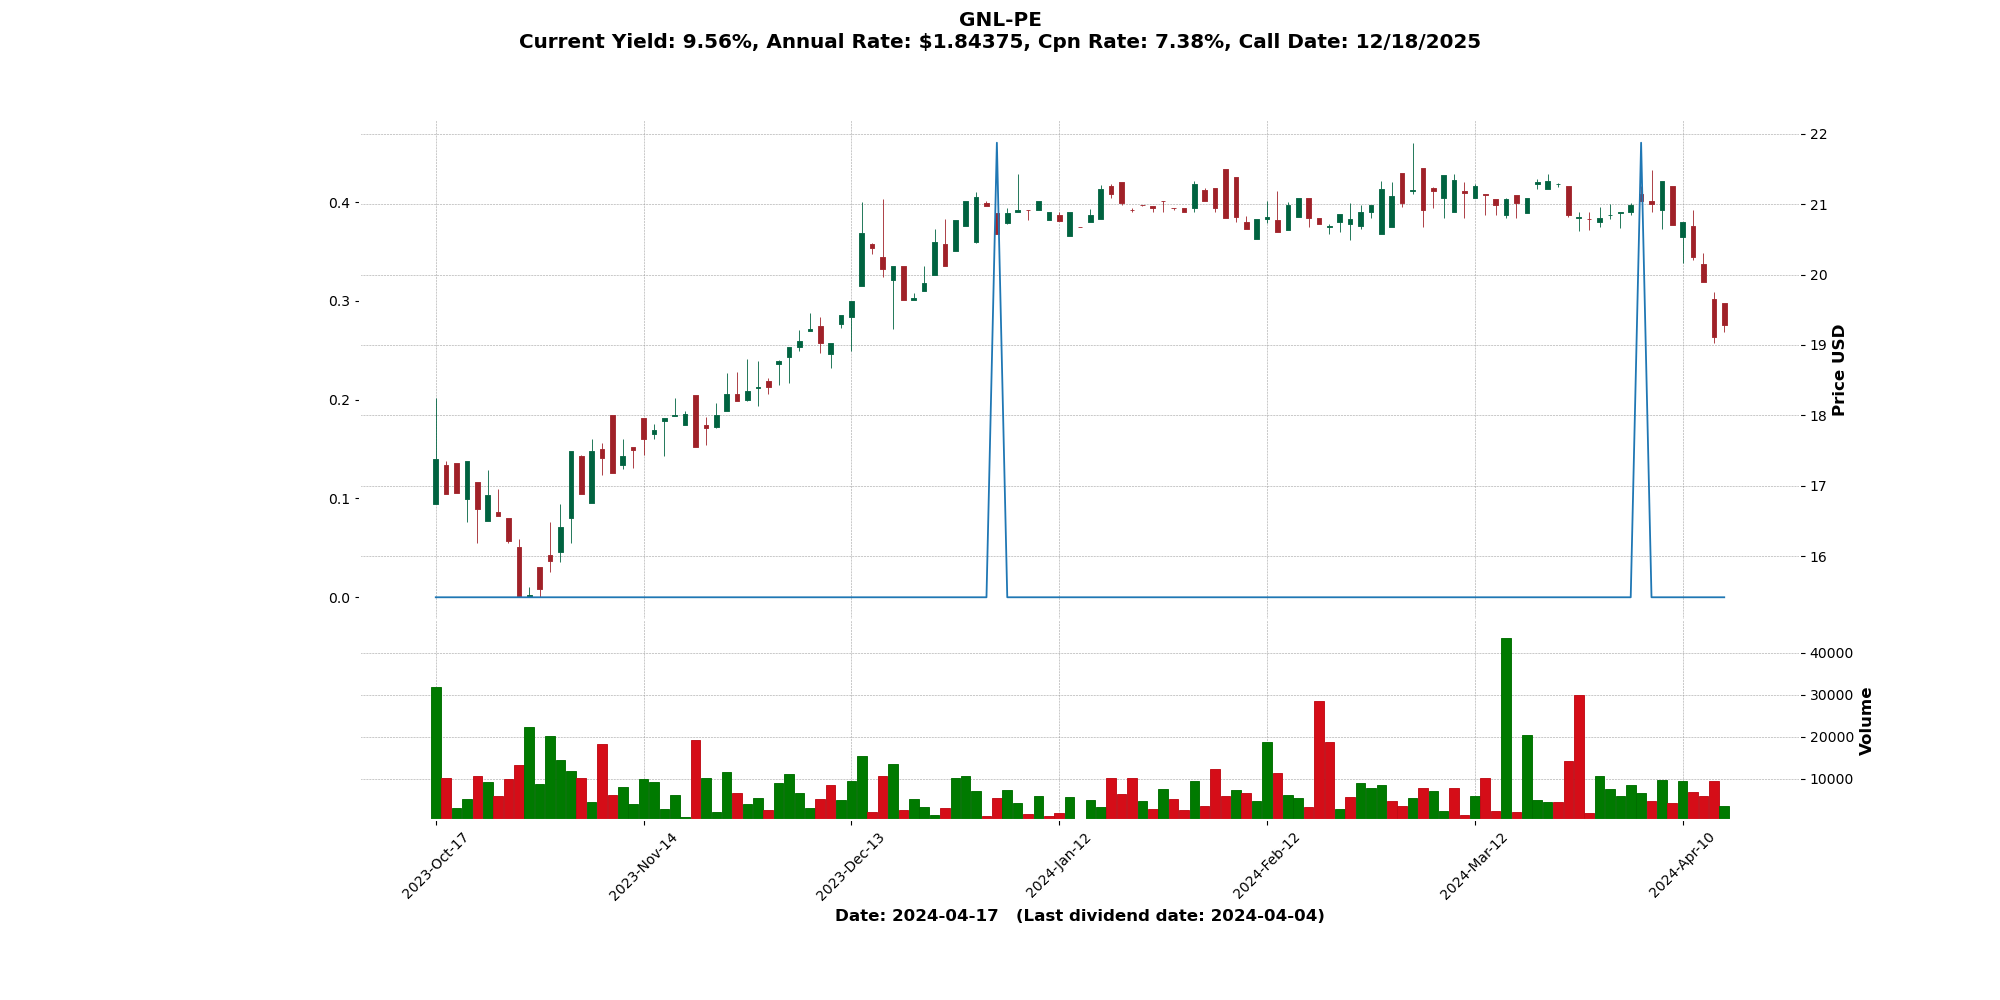 GNL-PE
Current Yield: 9.56%, Annual Rate: $1.84375, Cpn Rate: 7.38%, Call Date: 12/18/2025
22
0.4
21
20
0.3
19
Price USD
0.2
18
0.1
17
16
0.0
40000
30000
20000
10000
Volume
2023-Oct-17
2023-Nov-14
2023-Dec-13
2024-Jan-12
2024-Feb-12
2024-Mar-12
2024-Apr-10
Date: 2024-04-17   (Last dividend date: 2024-04-04)